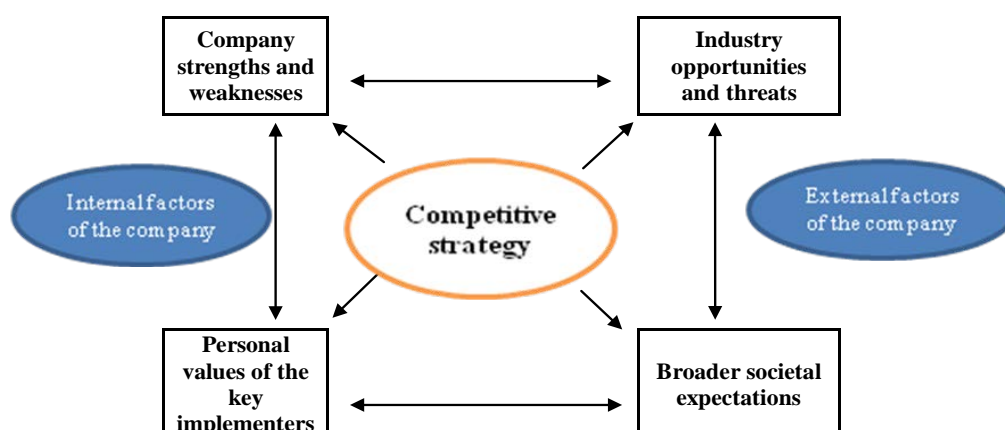 Company
strengths and
weaknesses
Industry
opportunities
and threats
Internal factors
of the company
Competitive
strategy
External factors
of the company
Personal
values of the
key
implementers
Broader societal
expectations